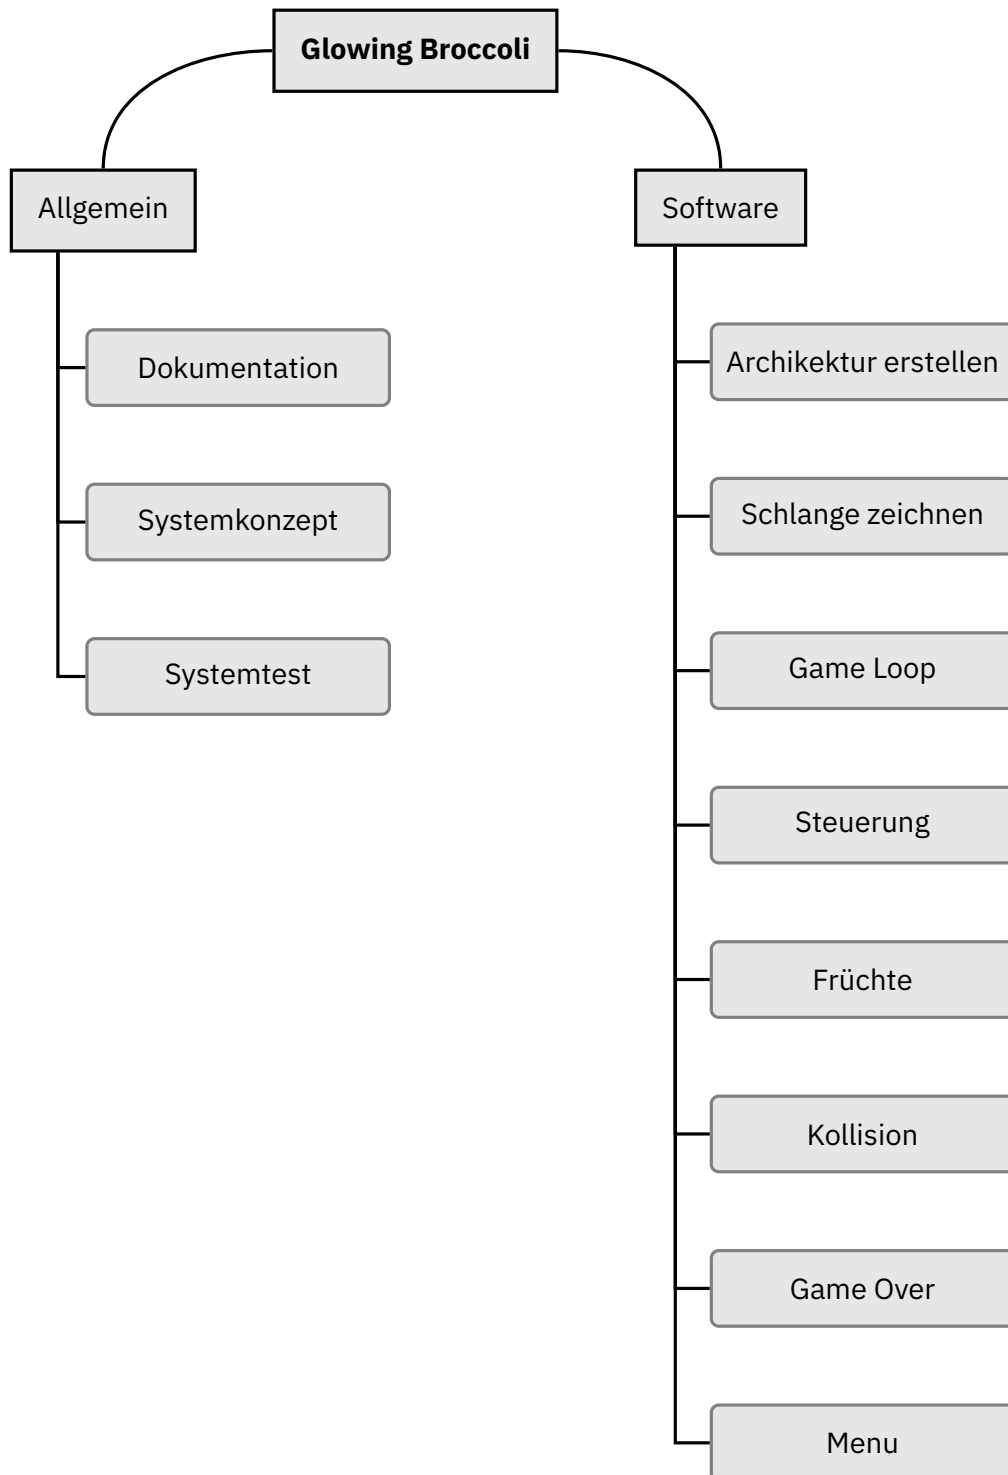 Glowing Broccoli
Allgemein
Software
Dokumentation
Systemkonzept
Systemtest
Archikektur erstellen
Schlange zeichnen
Game Loop
Steuerung
Früchte
Kollision
Game Over
Menu